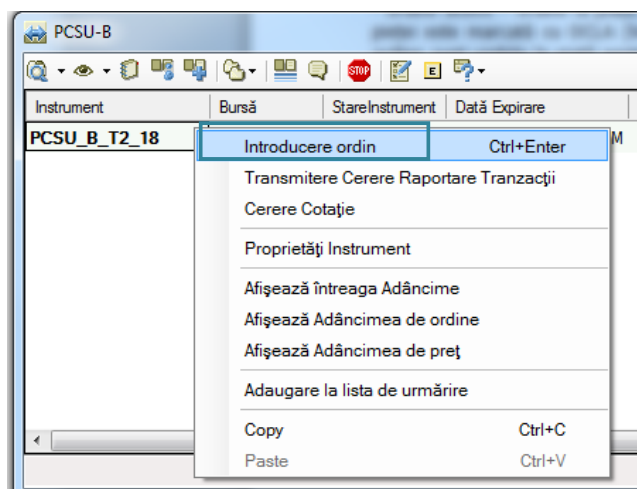 PCSU-B
STOP E
Instrument Bursă StareInstrument Dată Expirare
PCSU_B_T2_18 M
Introducere ordin Ctrl+Enter
Transmitere Cerere Raportare Tranzacţii
Cerere Cotaţie
Proprietăţi Instrument
Afişează întreaga Adâncime
Afişează Adâncimea de ordine
Afişează Adâncimea de preţ
Adaugare la lista de urmărire
Copy Ctrl+C
Paste Ctrl+V